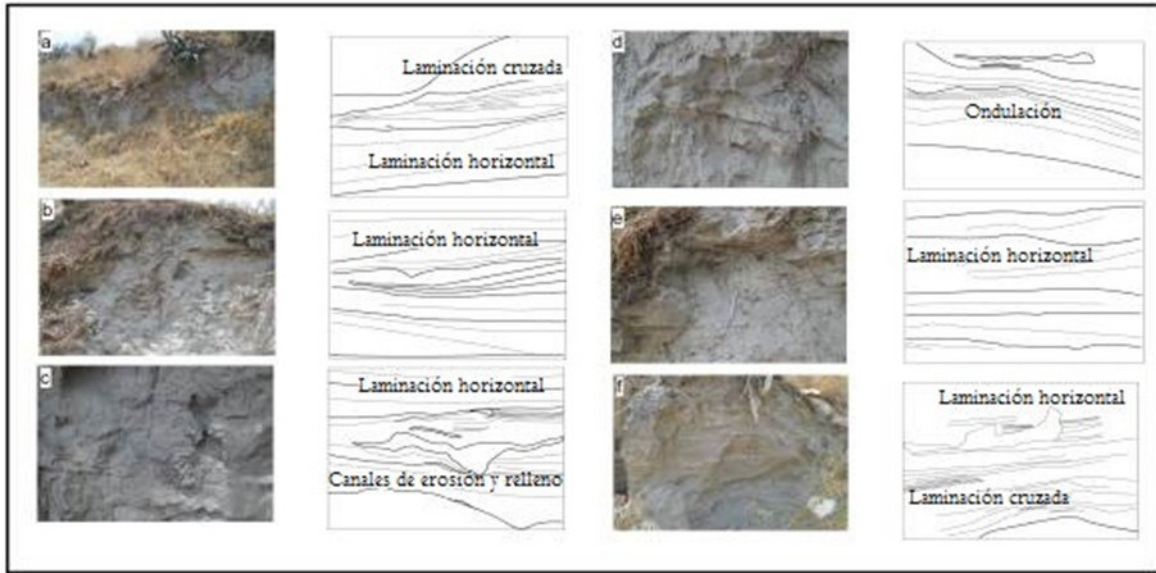 a
Laminación cruzada
Laminación horizontal
b
Laminación horizontal
c
Laminación horizontal
Canales de erosión y relleno
d
Ondulación
e
Laminación horizontal
f
Laminación horizontal
Laminación cruzada